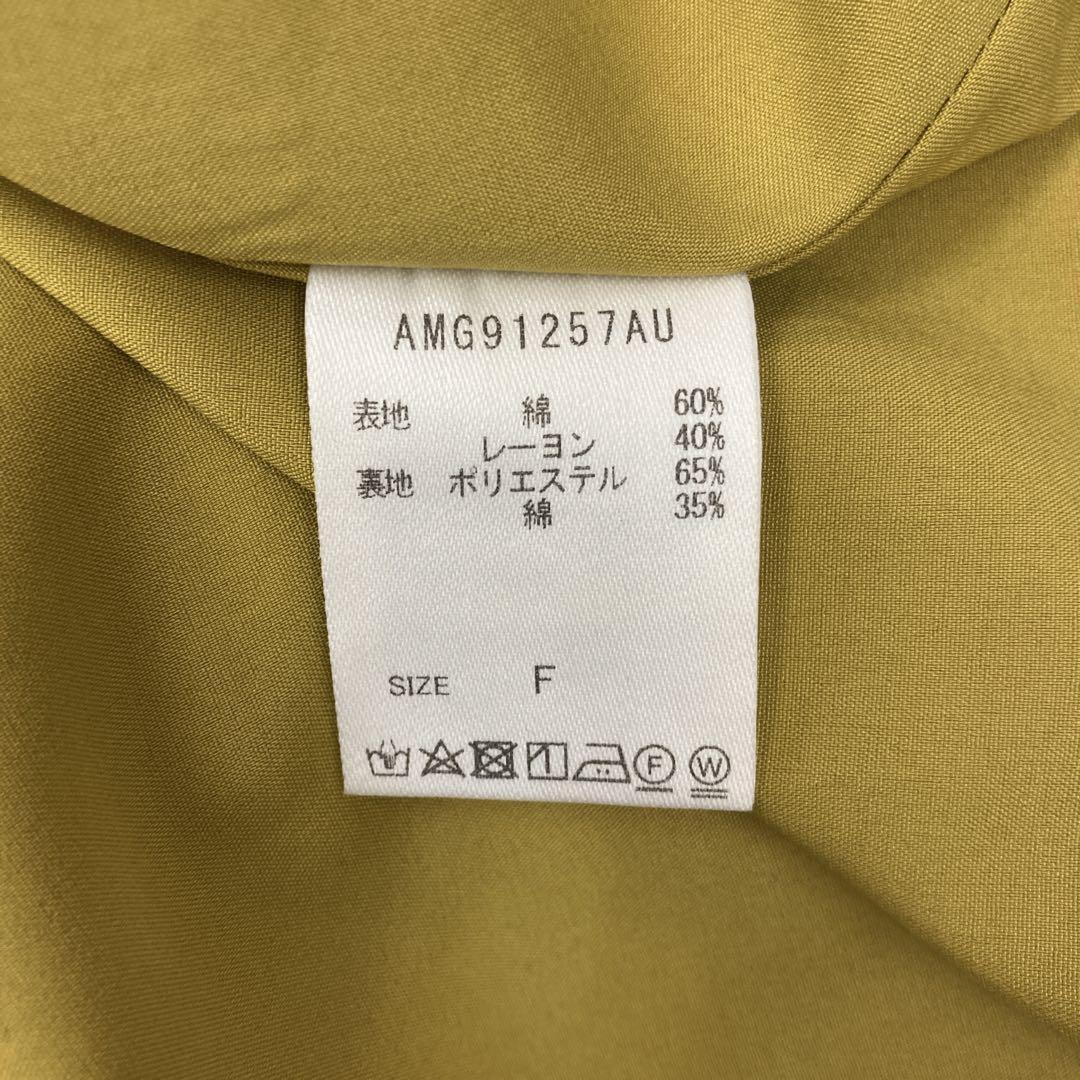 AMG91257AU
表地 綿 60%
レーヨン 40%
裏地 ポリエステル 65%
綿 35%
SIZE F
F W